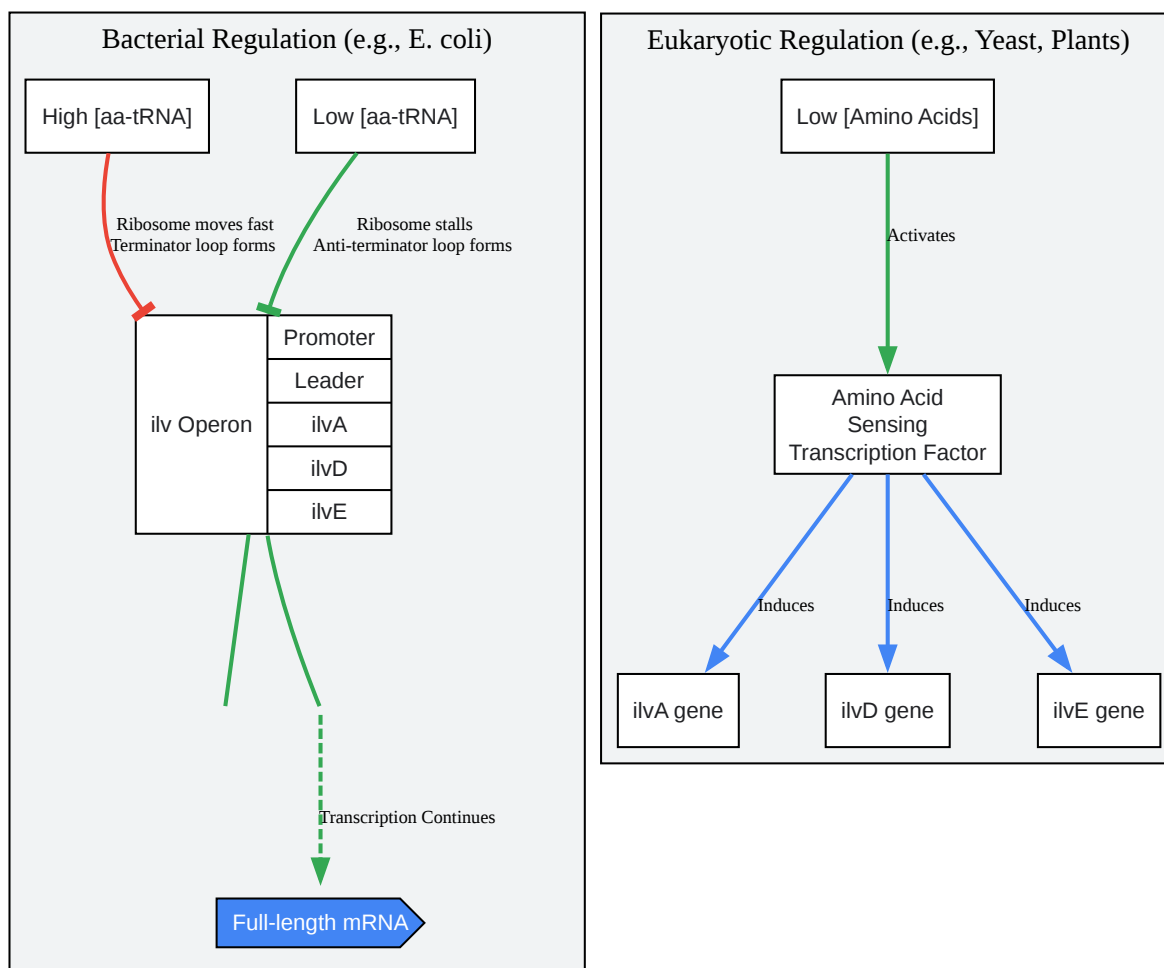 Bacterial Regulation (e.g., E. coli)
High [aa-tRNA]
Low [aa-tRNA]
Ribosome moves fast
Terminator loop forms
Ribosome stalls
Anti-terminator loop forms
ilv Operon
Promoter
Leader
ilvA
ilvD
ilvE
Transcription Continues
Full-length mRNA
Eukaryotic Regulation (e.g., Yeast, Plants)
Low [Amino Acids]
Activates
Amino Acid
Sensing
Transcription Factor
Induces
Induces
Induces
ilvA gene
ilvD gene
ilvE gene